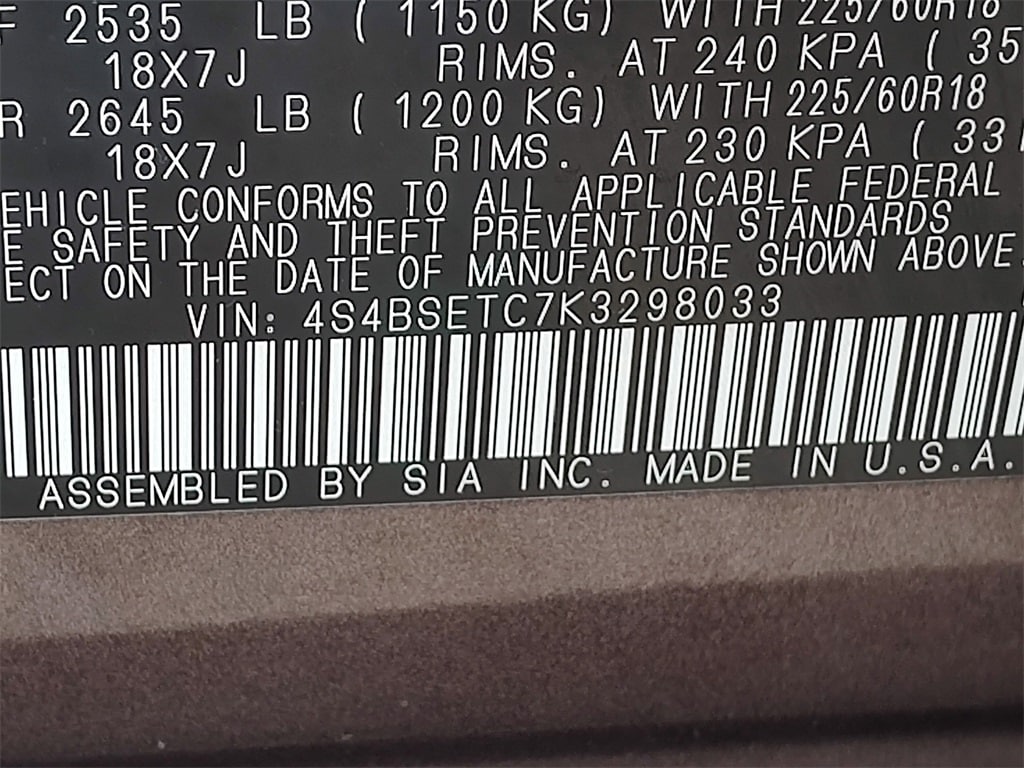 F 2535 LB ( 1150 KG) WITH 225/60R18
18X7J RIMS. AT 240 KPA ( 35
R 2645 LB ( 1200 KG) WITH 225/60R18
18X7J RIMS. AT 230 KPA ( 33
EHICLE CONFORMS TO ALL APPLICABLE FEDERAL
E SAFETY AND THEFT PREVENTION STANDARDS
ECT ON THE DATE OF MANUFACTURE SHOWN ABOVE.
VIN: 4S4BSETC7K3298033
ASSEMBLED BY SIA INC. MADE IN U.S.A.